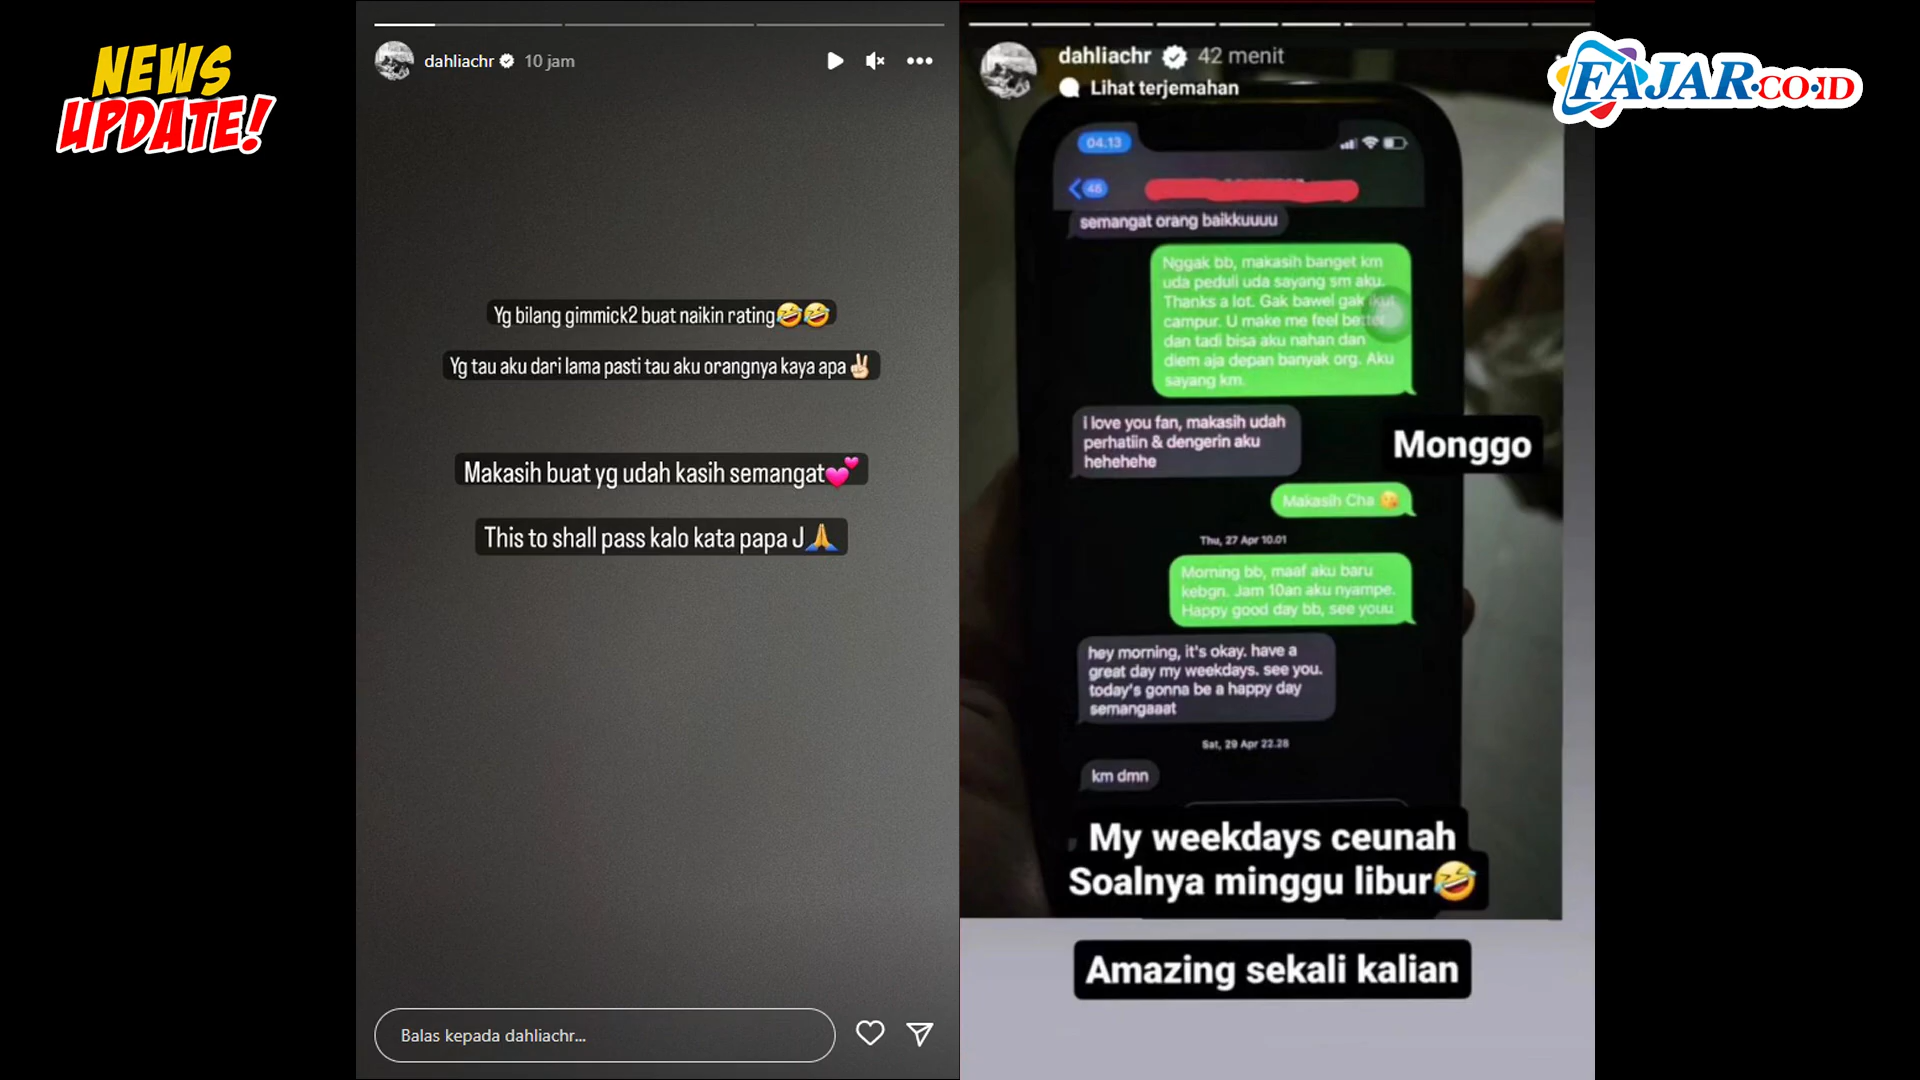 NEWS
UPDATE!
dahliachr 10 jam
Yg bilang gimmick2 buat naikin rating🤣🤣
Yg tau aku dari lama pasti tau aku orangnya kaya apa✌🏻
Makasih buat yg udah kasih semangat💕
This to shall pass kalo kata papa J🙏
Balas kepada dahliachr...
dahliachr 42 menit
Lihat terjemahan
FAJAR.CO.ID
04.13
46
semangat orang baikkuuuu
Nggak bb, makasih banget km
uda peduli uda sayang sm aku.
Thanks a lot. Gak bawel gak ikut
campur. U make me feel better
dan tadi bisa aku nahan dan
diem aja depan banyak org. Aku
sayang km.
i love you fan, makasih udah
perhatiin & dengerin aku
hehehehe
Monggo
Makasih Cha 😘
Thu, 27 Apr 10.01
Morning bb, maaf aku baru
kebgn. Jam 10an aku nyampe.
Happy good day bb, see youu
hey morning, it's okay. have a
great day my weekdays. see you.
today's gonna be a happy day
semangaaat
Sat, 29 Apr 22.28
km dmn
My weekdays ceunah
Soalnya minggu libur🤣
Amazing sekali kalian